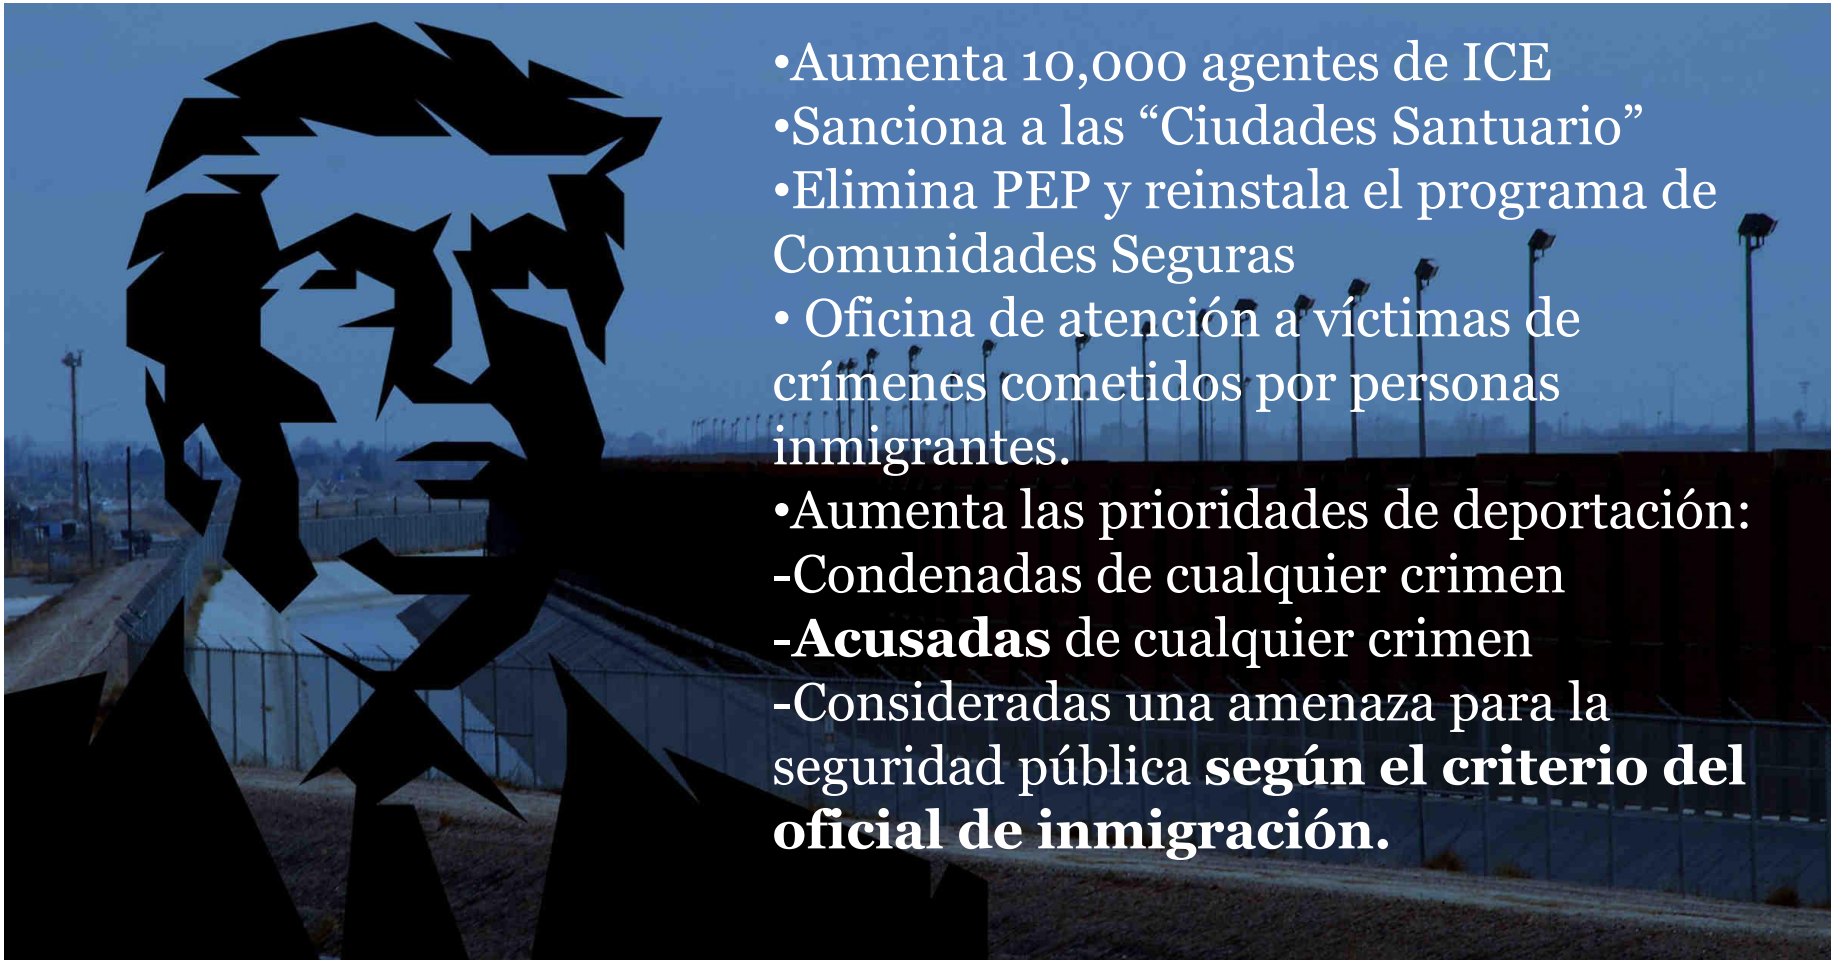 •Aumenta 10,000 agentes de ICE
•Sanciona a las “Ciudades Santuario”
•Elimina PEP y reinstala el programa de
Comunidades Seguras
• Oficina de atención a víctimas de
crímenes cometidos por personas
inmigrantes.
•Aumenta las prioridades de deportación:
-Condenadas de cualquier crimen
-Acusadas de cualquier crimen
-Consideradas una amenaza para la
seguridad pública según el criterio del
oficial de inmigración.